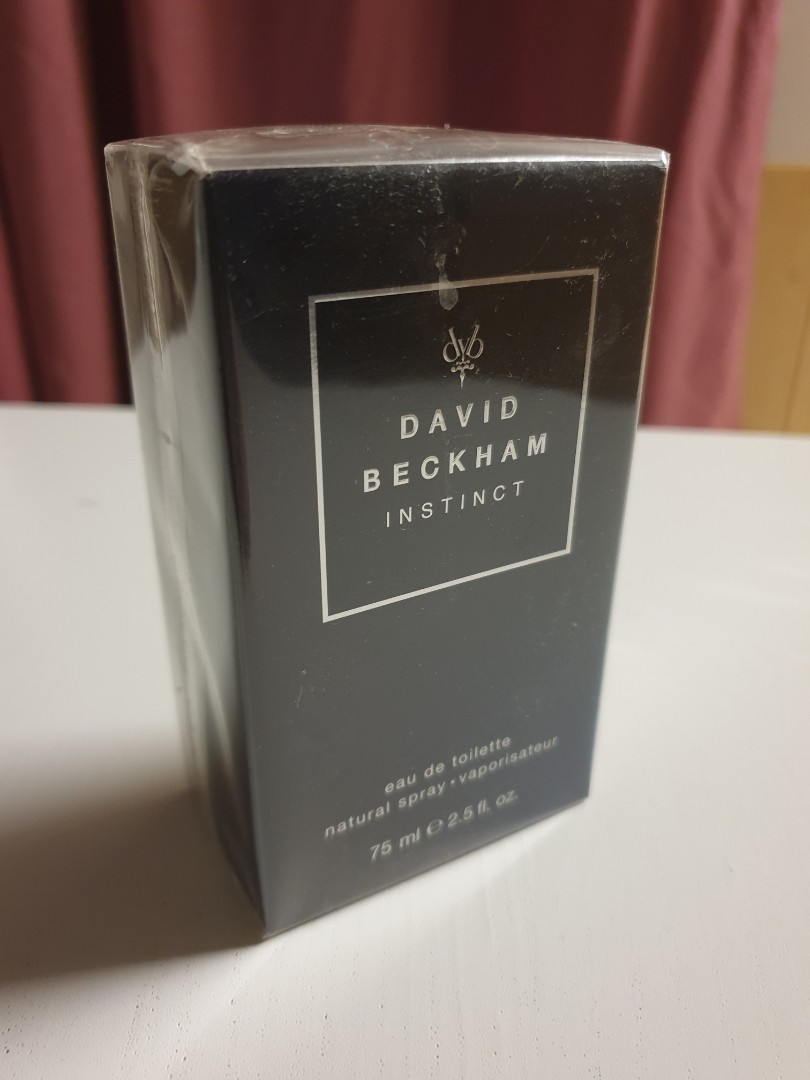 dvb
DAVID
BECKHAM
INSTINCT
eau de toilette
natural spray • vaporisateur
75 ml ℮ 2.5 fl. oz.